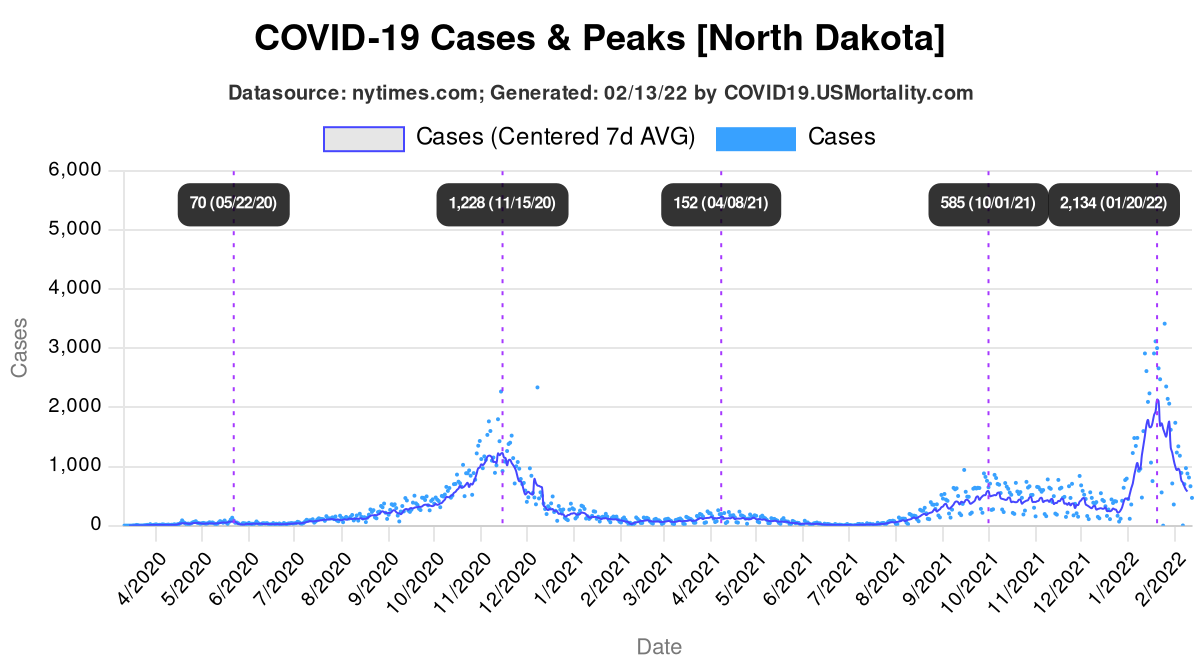 COVID-19 Cases & Peaks [North Dakota]
Datasource: nytimes.com; Generated: 02/13/22 by COVID19.USMortality.com
Cases (Centered 7d AVG) Cases
6,000
70 (05/22/20) 1,228 (11/15/20) 152 (04/08/21) 585 (10/01/21) 2,134 (01/20/22)
5,000
4,000
3,000
2,000
1,000
0
Cases
4/2020 5/2020 6/2020 7/2020 8/2020 9/2020 10/2020 11/2020 12/2020 1/2021 2/2021 3/2021 4/2021 5/2021 6/2021 7/2021 8/2021 9/2021 10/2021 11/2021 12/2021 1/2022 2/2022
Date